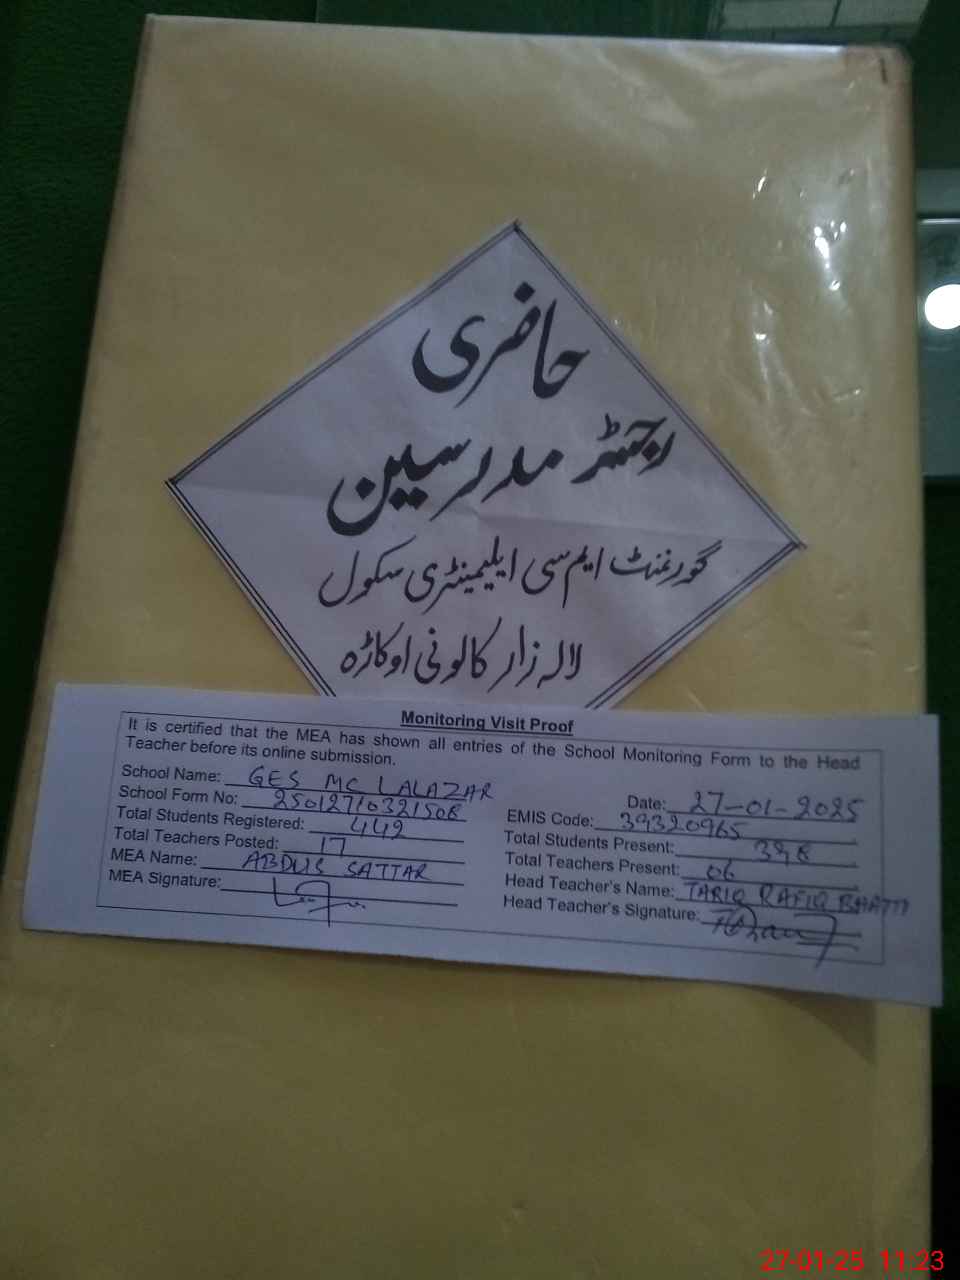 حاضری
رجسٹر مدرسین
گورنمنٹ ایم سی ایلیمینٹری سکول
لالہ زار کالونی اوکاڑہ
Monitoring Visit Proof
It is certified that the MEA has shown all entries of the School Monitoring Form to the Head
Teacher before its online submission.
School Name: GES MC LALAZAR
Date: 27-01-2025
School Form No: 25012710321508
EMIS Code: 39320965
Total Students Registered: 442
Total Students Present: 398
Total Teachers Posted: 17
Total Teachers Present: 06
MEA Name: ABDUS SATTAR
Head Teacher's Name: TARIQ RAFIQ BHATTI
MEA Signature:
Head Teacher's Signature:
27-01-25 11:23